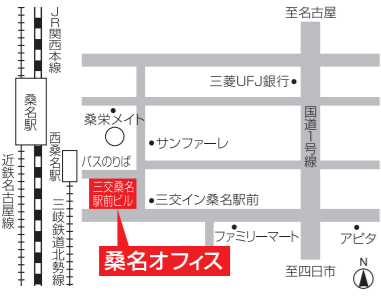 JR関西本線
至名古屋
三菱UFJ銀行
桑名駅
桑栄メイト
国道1号線
サンファーレ
西桑名駅
バスのりば
近鉄名古屋線
三交桑名
駅前ビル
三交イン桑名駅前
三岐鉄道北勢線
ファミリーマート
アピタ
桑名オフィス
至四日市
N